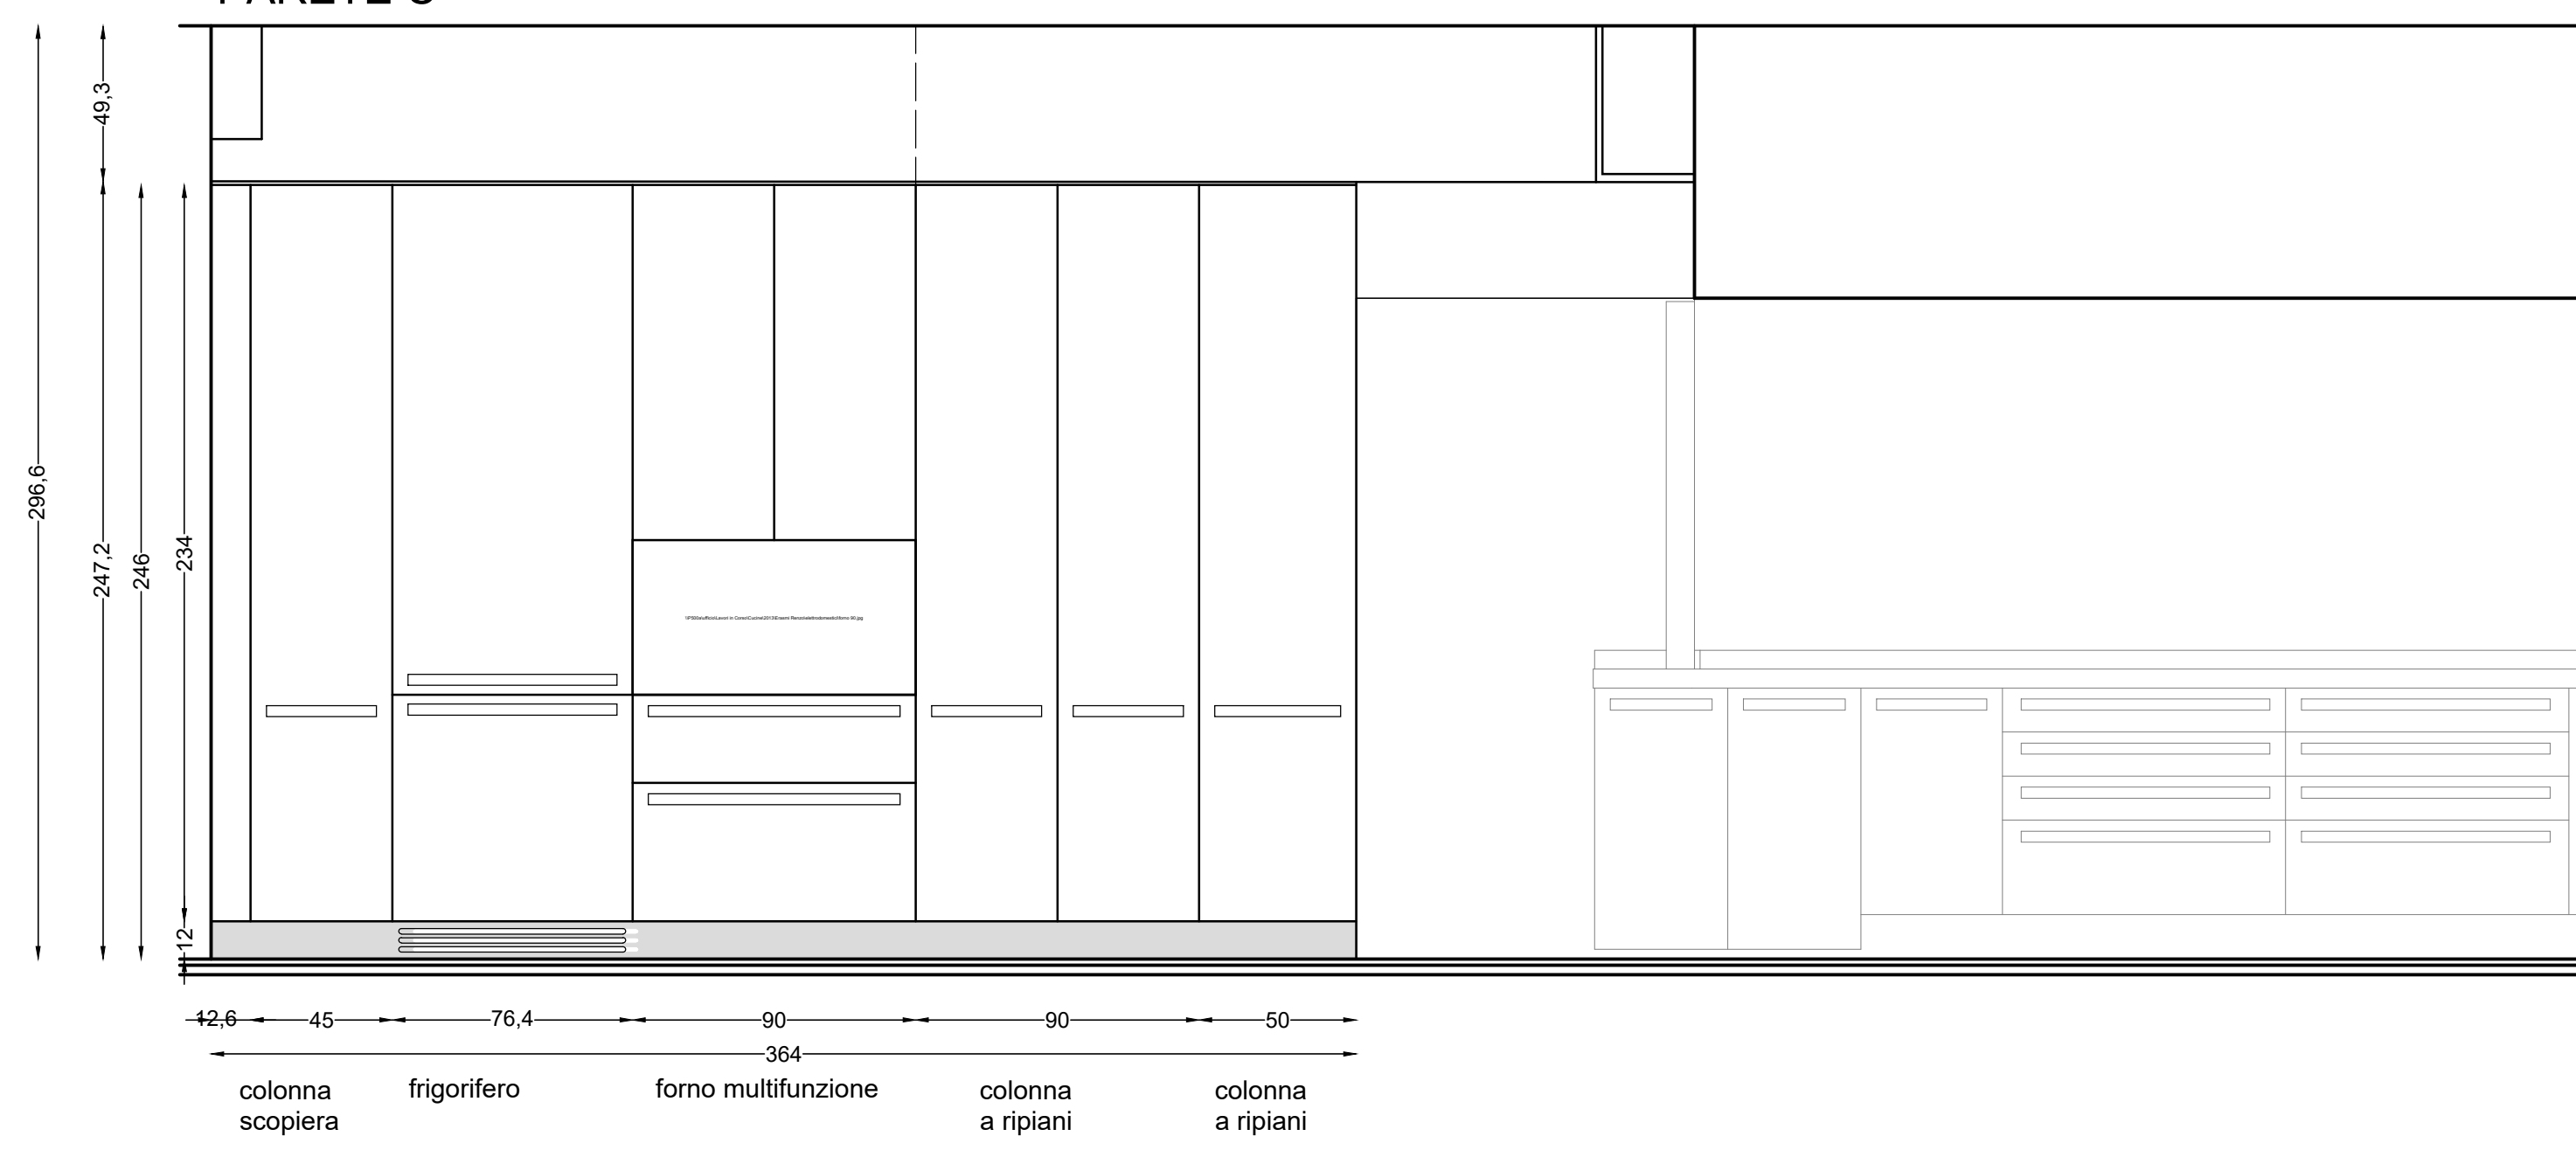 49,3
296,6
247,2
246
234
12
12,6
45
76,4
90
90
50
364
colonna
scopiera
frigorifero
forno multifunzione
colonna
a ripiani
colonna
a ripiani